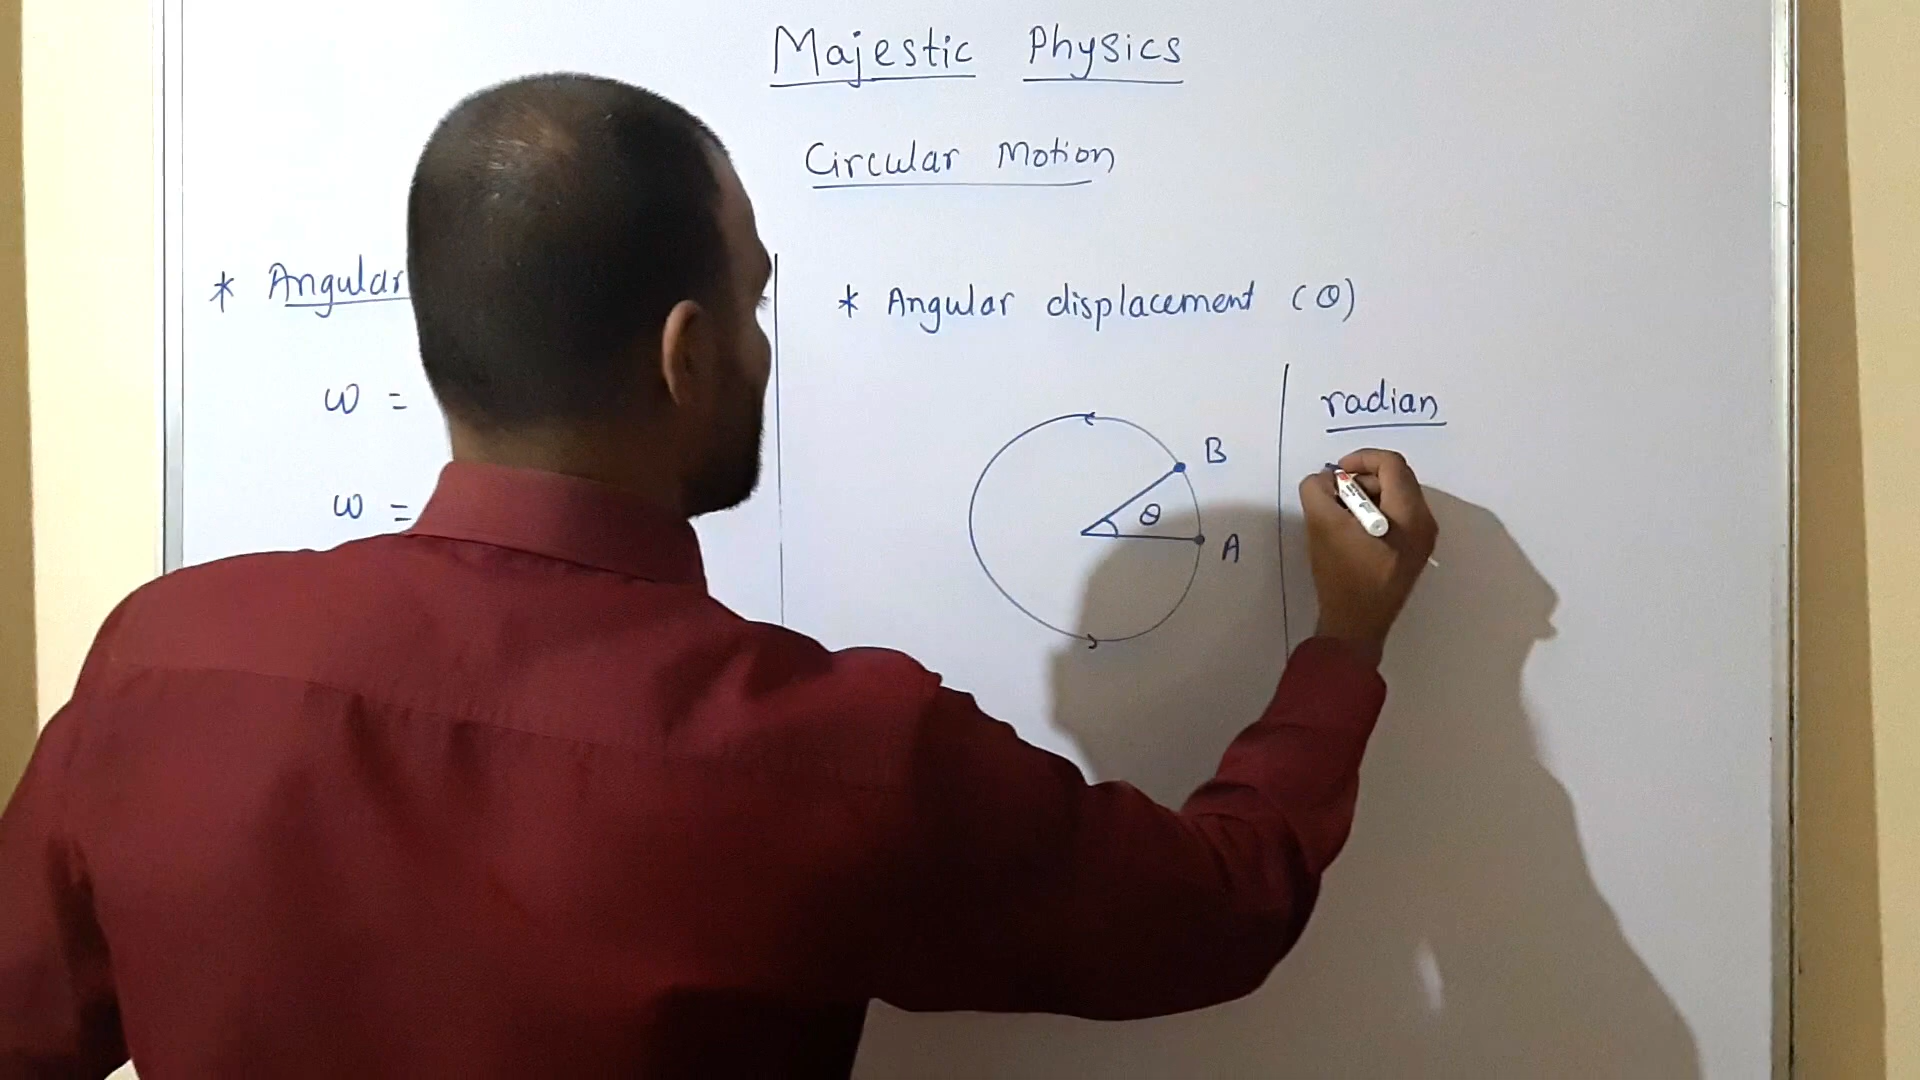 Majestic Physics
Circular Motion
* Angular
ω =
ω =
* Angular displacement (θ)
B
θ
A
radian